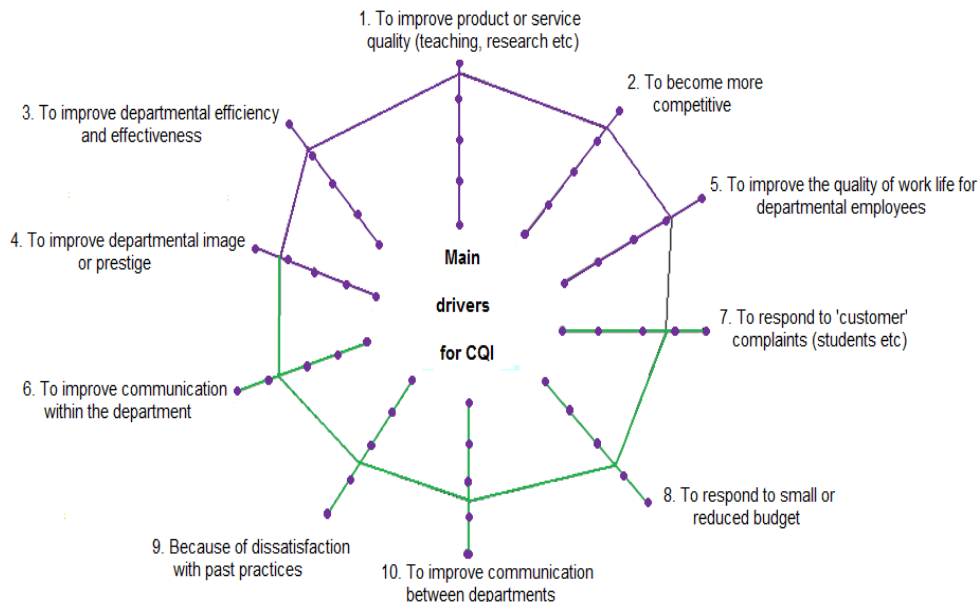 1. To improve product or service
quality (teaching, research etc)
2. To become more
competitive
3. To improve departmental efficiency
and effectiveness
5. To improve the quality of work life for
departmental employees
4. To improve departmental image
or prestige
Main
drivers
for CQI
7. To respond to 'customer'
complaints (students etc)
6. To improve communication
within the department
8. To respond to small or
reduced budget
9. Because of dissatisfaction
with past practices
10. To improve communication
between departments